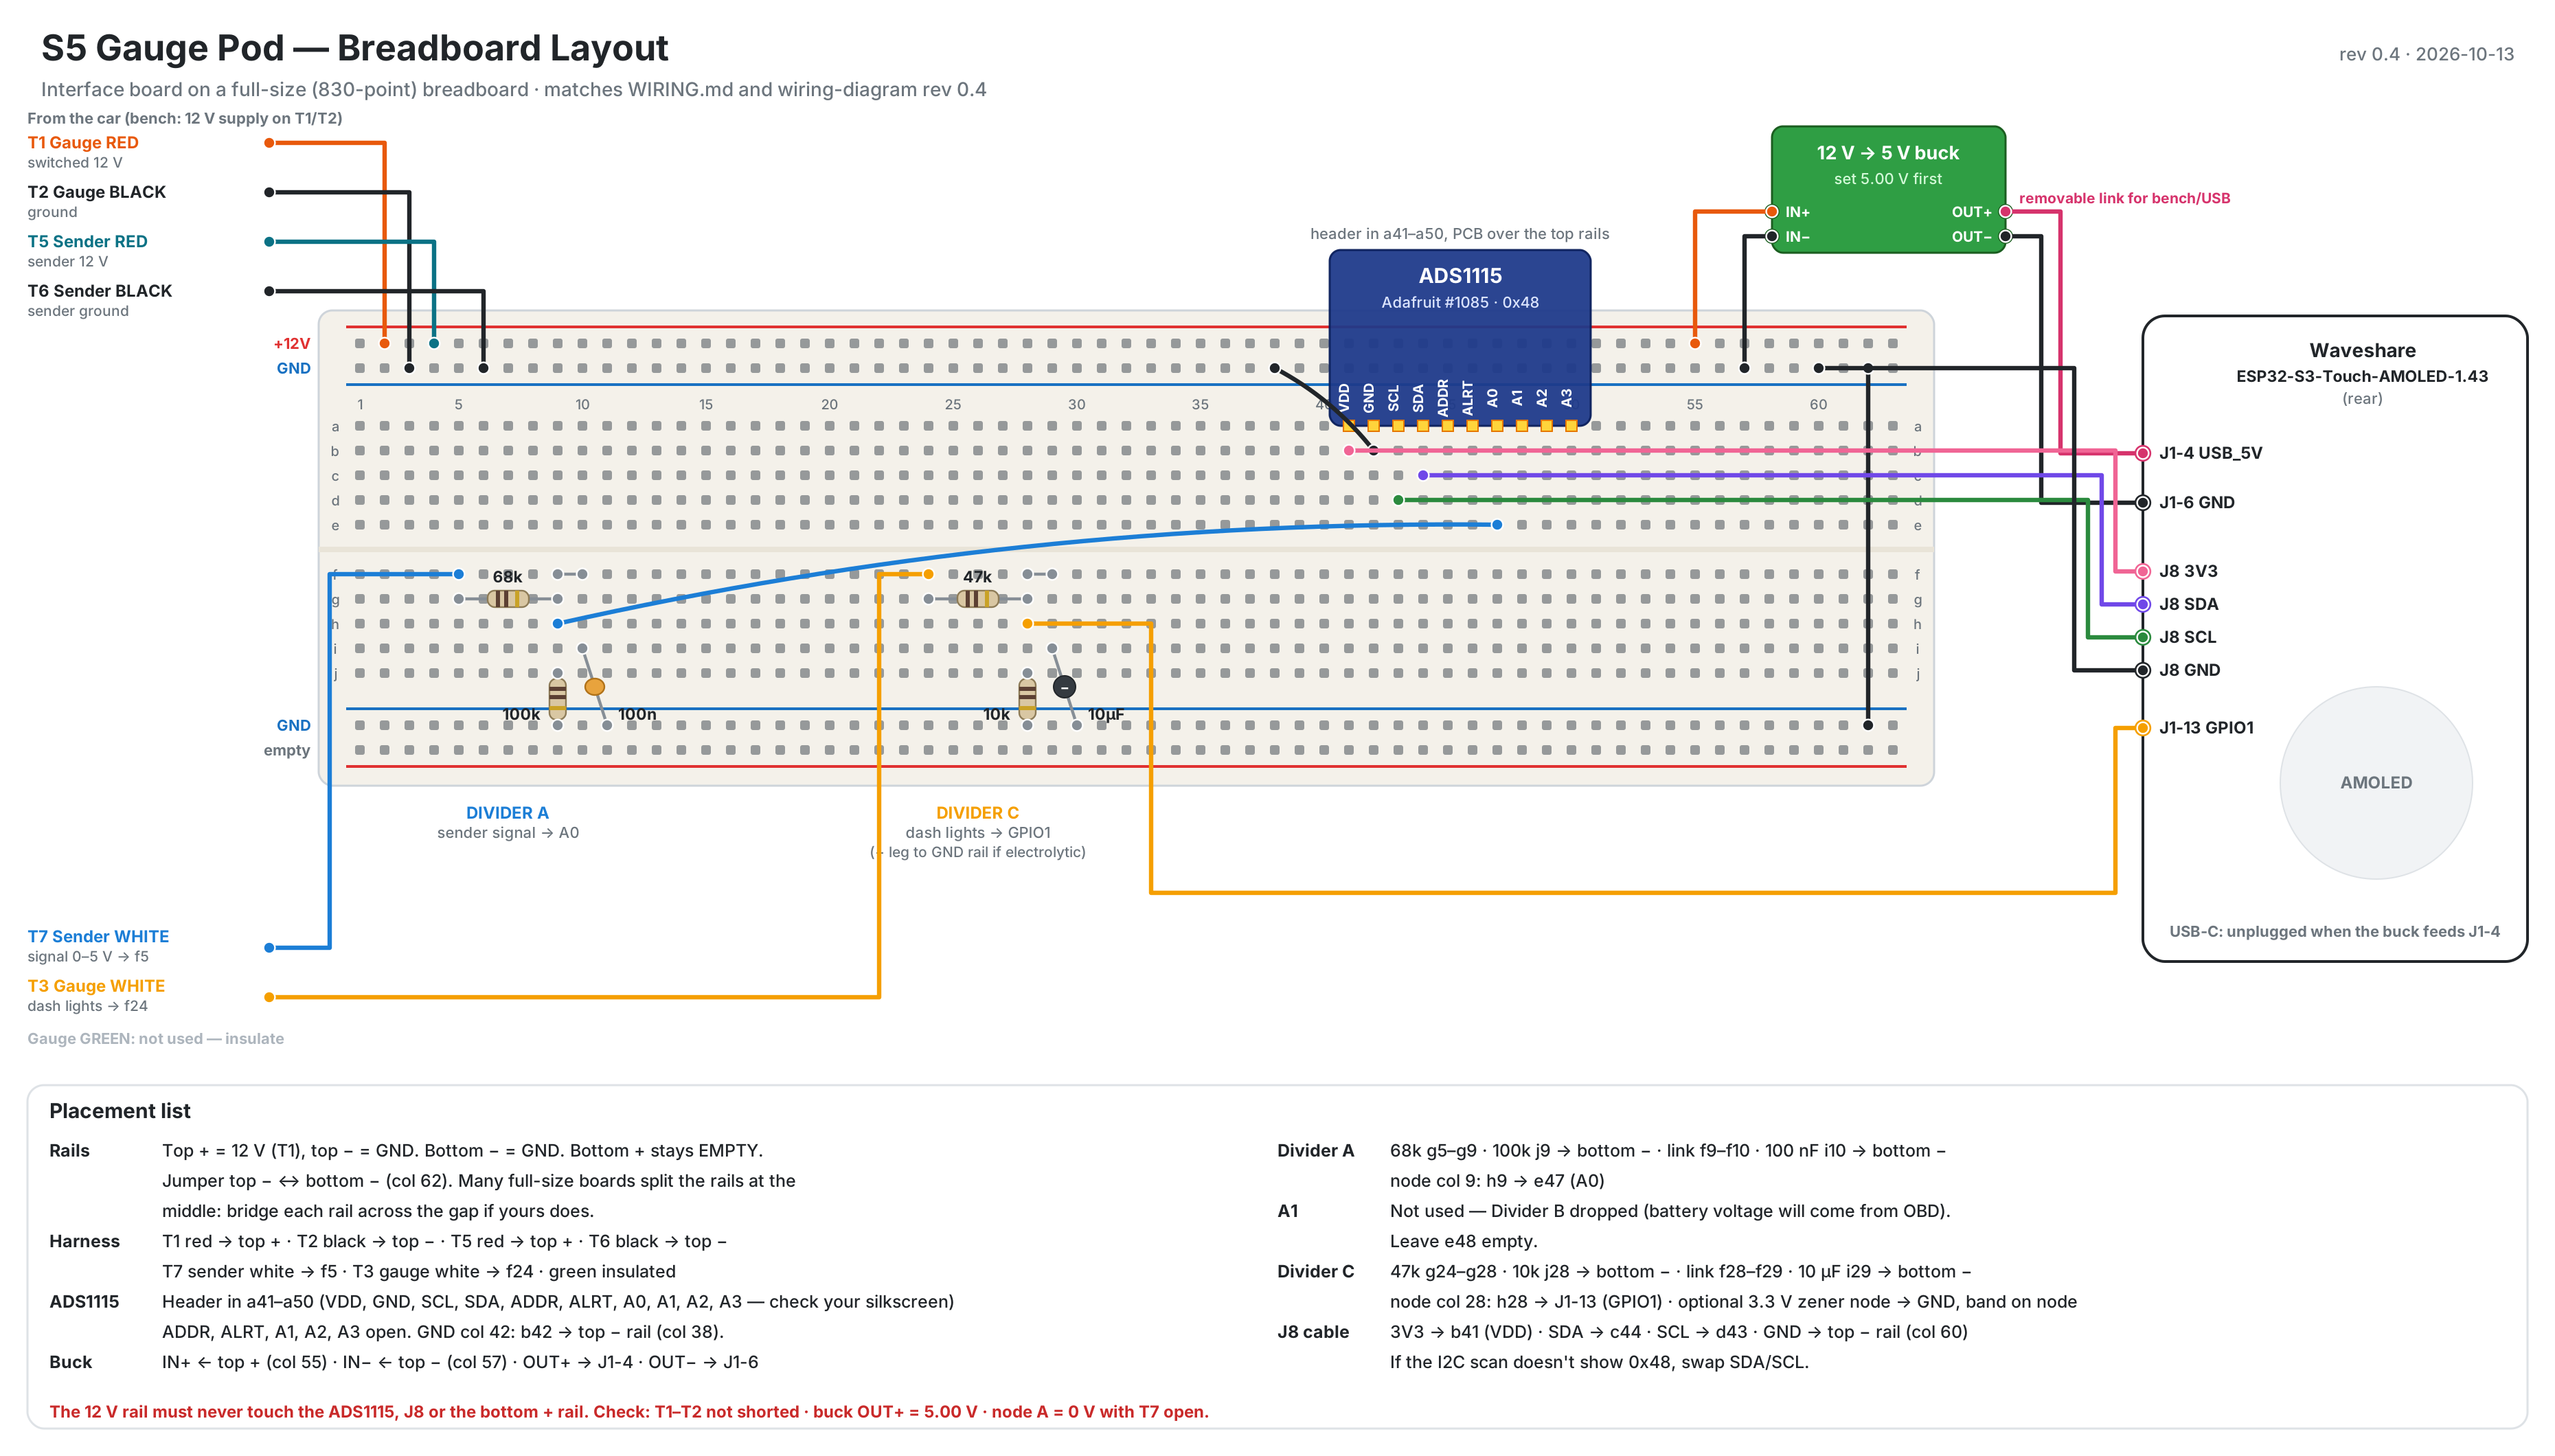 S5 Gauge Pod — Breadboard Layout
rev 0.4 · 2026-10-13
Interface board on a full-size (830-point) breadboard · matches WIRING.md and wiring-diagram rev 0.4
From the car (bench: 12 V supply on T1/T2)
T1 Gauge RED
switched 12 V
T2 Gauge BLACK
ground
T5 Sender RED
sender 12 V
T6 Sender BLACK
sender ground
12 V → 5 V buck
set 5.00 V first
IN+
OUT+
IN−
OUT−
removable link for bench/USB
header in a41–a50, PCB over the top rails
ADS1115
Adafruit #1085 · 0x48
VDD
GND
SCL
SDA
ADDR
ALRT
A0
A1
A2
A3
+12V
GND
1
5
10
15
20
25
30
35
40
55
60
a
a
b
b
c
c
d
d
e
e
f
f
g
g
h
h
i
i
j
j
68k
47k
100k
100n
10k
−
10µF
GND
empty
Waveshare
ESP32-S3-Touch-AMOLED-1.43
(rear)
J1-4 USB_5V
J1-6 GND
J8 3V3
J8 SDA
J8 SCL
J8 GND
J1-13 GPIO1
AMOLED
USB-C: unplugged when the buck feeds J1-4
DIVIDER A
sender signal → A0
DIVIDER C
dash lights → GPIO1
(− leg to GND rail if electrolytic)
T7 Sender WHITE
signal 0–5 V → f5
T3 Gauge WHITE
dash lights → f24
Gauge GREEN: not used — insulate
Placement list
Rails
Top + = 12 V (T1), top − = GND. Bottom − = GND. Bottom + stays EMPTY.
Jumper top − ↔ bottom − (col 62). Many full-size boards split the rails at the
middle: bridge each rail across the gap if yours does.
Harness
T1 red → top + · T2 black → top − · T5 red → top + · T6 black → top −
T7 sender white → f5 · T3 gauge white → f24 · green insulated
ADS1115
Header in a41–a50 (VDD, GND, SCL, SDA, ADDR, ALRT, A0, A1, A2, A3 — check your silkscreen)
ADDR, ALRT, A1, A2, A3 open. GND col 42: b42 → top − rail (col 38).
Buck
IN+ ← top + (col 55) · IN− ← top − (col 57) · OUT+ → J1-4 · OUT− → J1-6
Divider A
68k g5–g9 · 100k j9 → bottom − · link f9–f10 · 100 nF i10 → bottom −
node col 9: h9 → e47 (A0)
A1
Not used — Divider B dropped (battery voltage will come from OBD).
Leave e48 empty.
Divider C
47k g24–g28 · 10k j28 → bottom − · link f28–f29 · 10 µF i29 → bottom −
node col 28: h28 → J1-13 (GPIO1) · optional 3.3 V zener node → GND, band on node
J8 cable
3V3 → b41 (VDD) · SDA → c44 · SCL → d43 · GND → top − rail (col 60)
If the I2C scan doesn't show 0x48, swap SDA/SCL.
The 12 V rail must never touch the ADS1115, J8 or the bottom + rail. Check: T1–T2 not shorted · buck OUT+ = 5.00 V · node A = 0 V with T7 open.